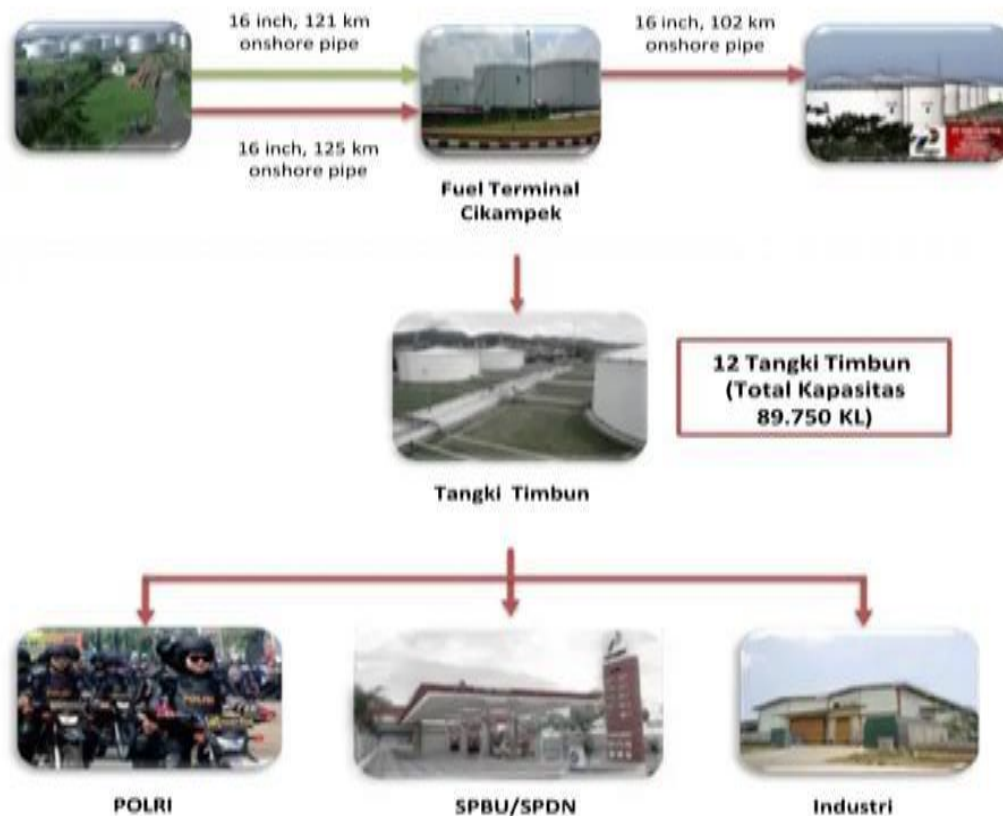 16 inch, 121 km
onshore pipe
16 inch, 102 km
onshore pipe
16 inch, 125 km
onshore pipe
Fuel Terminal
Cikampek
12 Tangki Timbun
(Total Kapasitas
89.750 KL)
Tangki Timbun
POLISI
POLRI
SPBU/SPDN
Industri